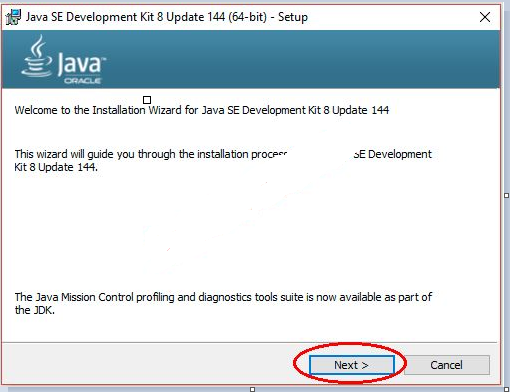 Java SE Development Kit 8 Update 144 (64-bit) - Setup
Java
ORACLE
Welcome to the Installation Wizard for Java SE Development Kit 8 Update 144
This wizard will guide you through the installation SE Development
Kit 8 Update 144.
The Java Mission Control profiling and diagnostics tools suite is now available as part of
the JDK.
Next > Cancel